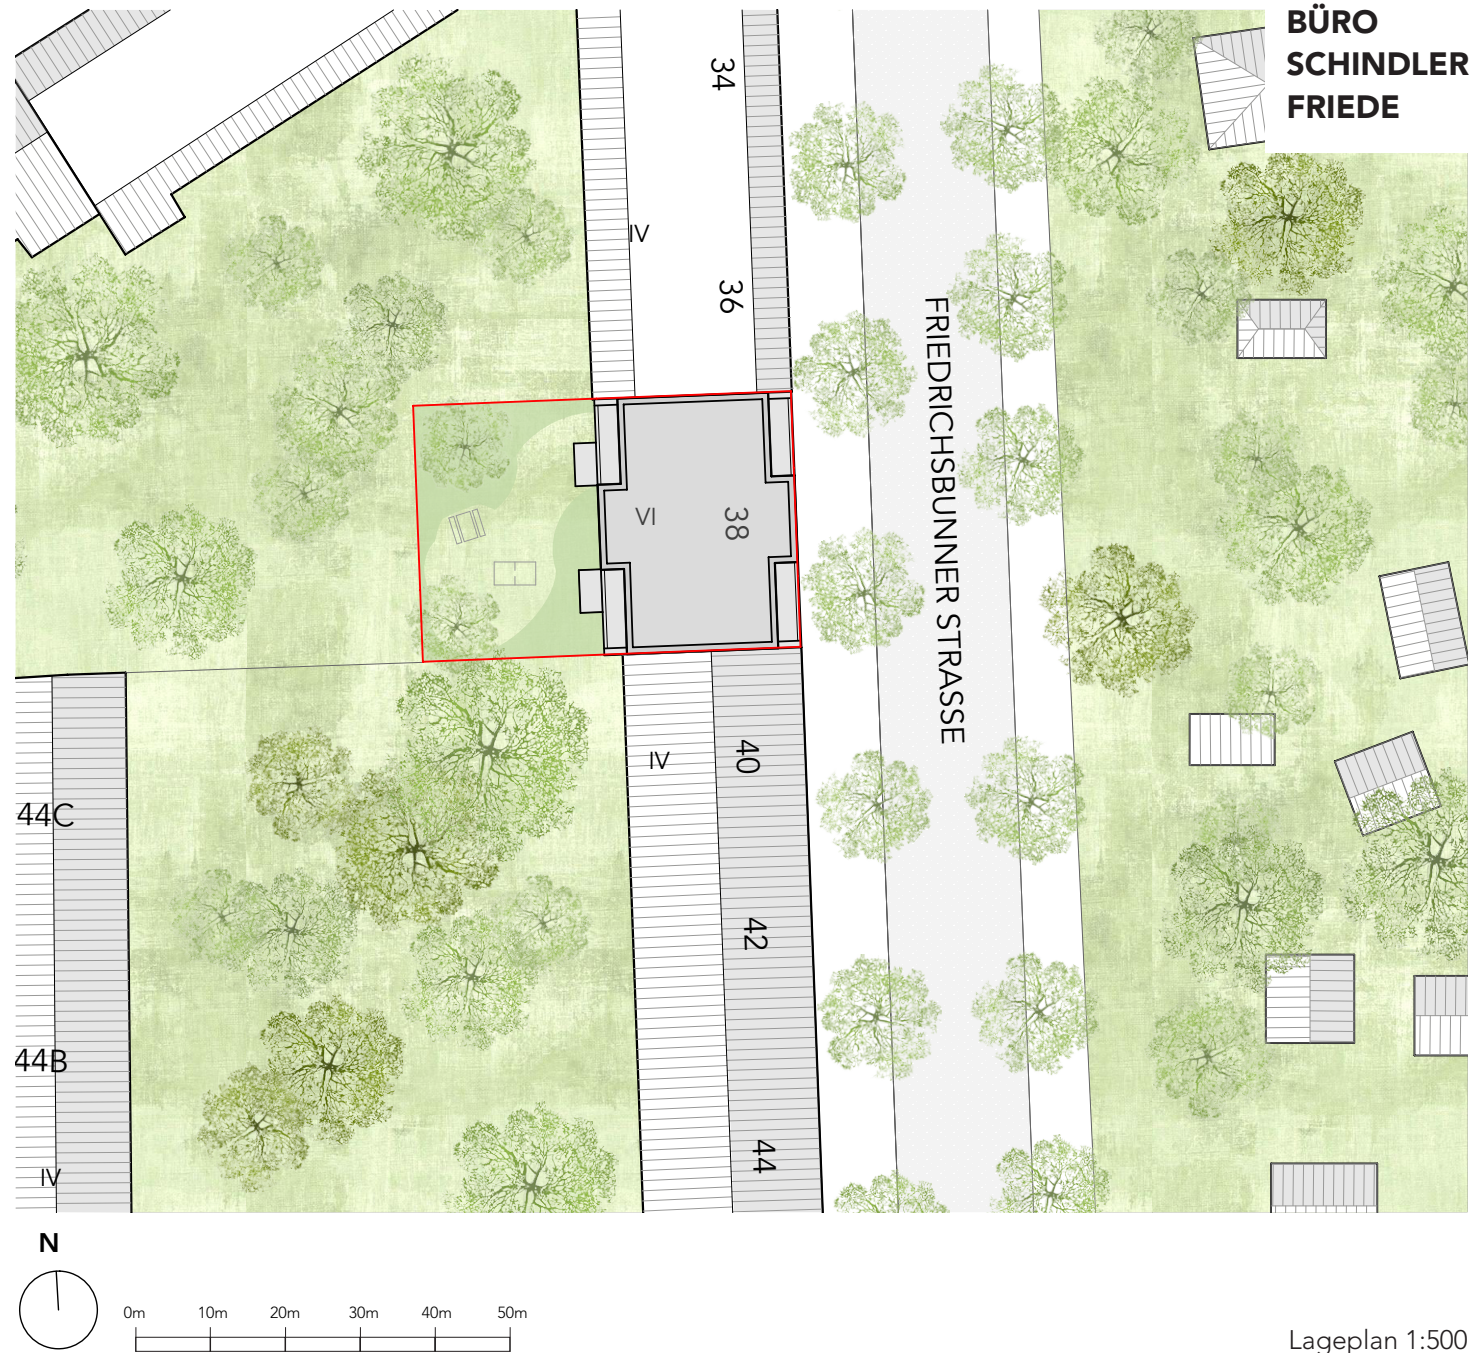 BÜRO
SCHINDLER
FRIEDE
34
IV
36
FRIEDRICHSBUNNER STRASSE
VI
38
IV
40
44C
42
44B
44
IV
N
0m 10m 20m 30m 40m 50m
Lageplan 1:500